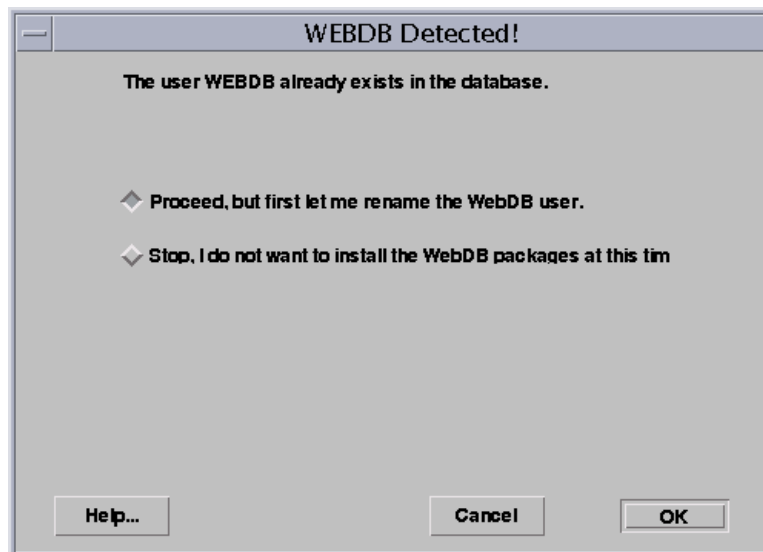 WEBDB Detected!
The user WEBDB already exists in the database.
Proceed, but first let me rename the WebDB user.
Stop, I do not want to install the WebDB packages at this tim
Help...
Cancel
OK